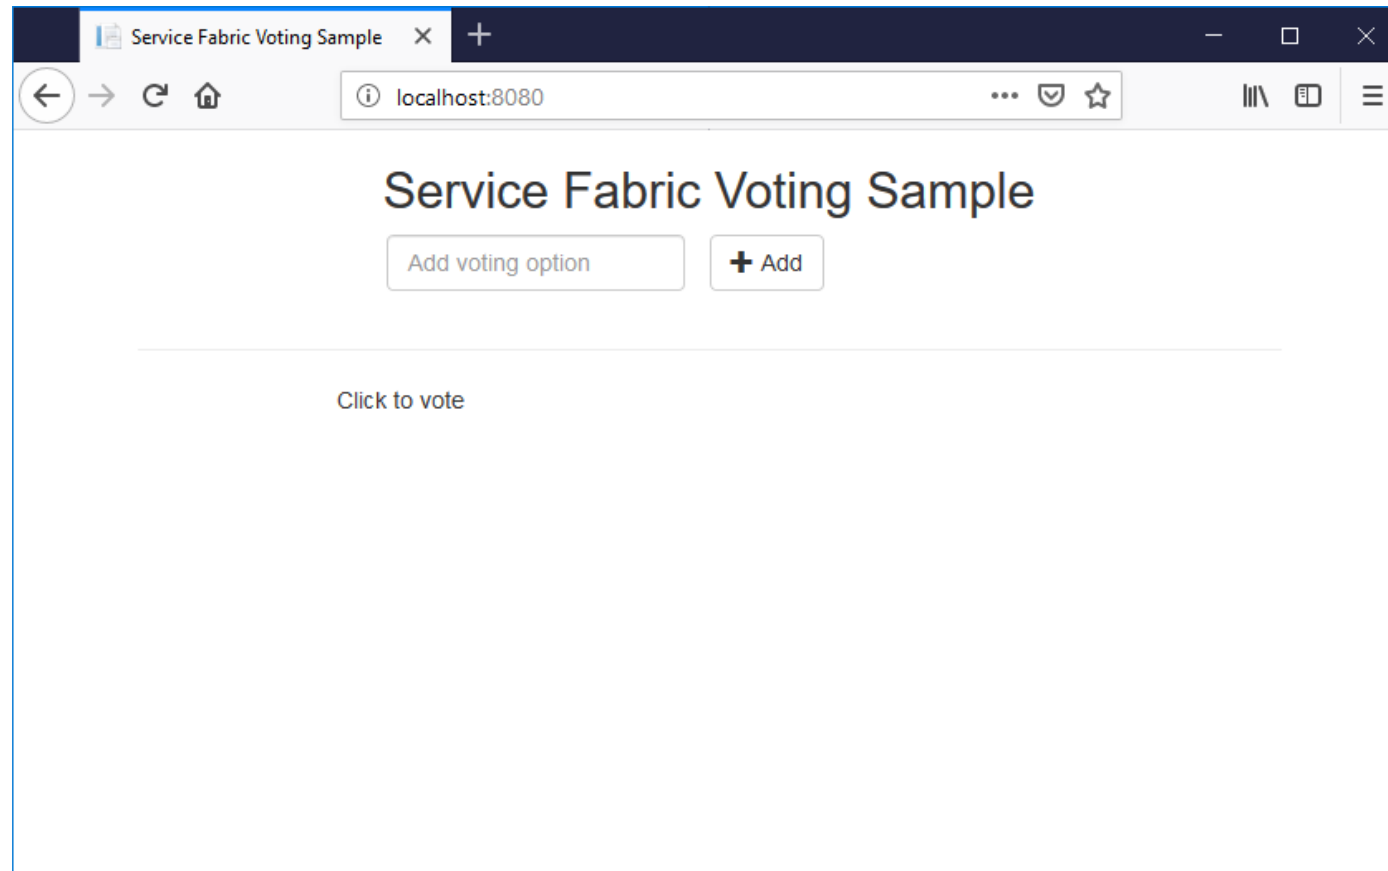 Service Fabric Voting Sample
localhost:8080
Service Fabric Voting Sample
Add voting option
Add
Click to vote